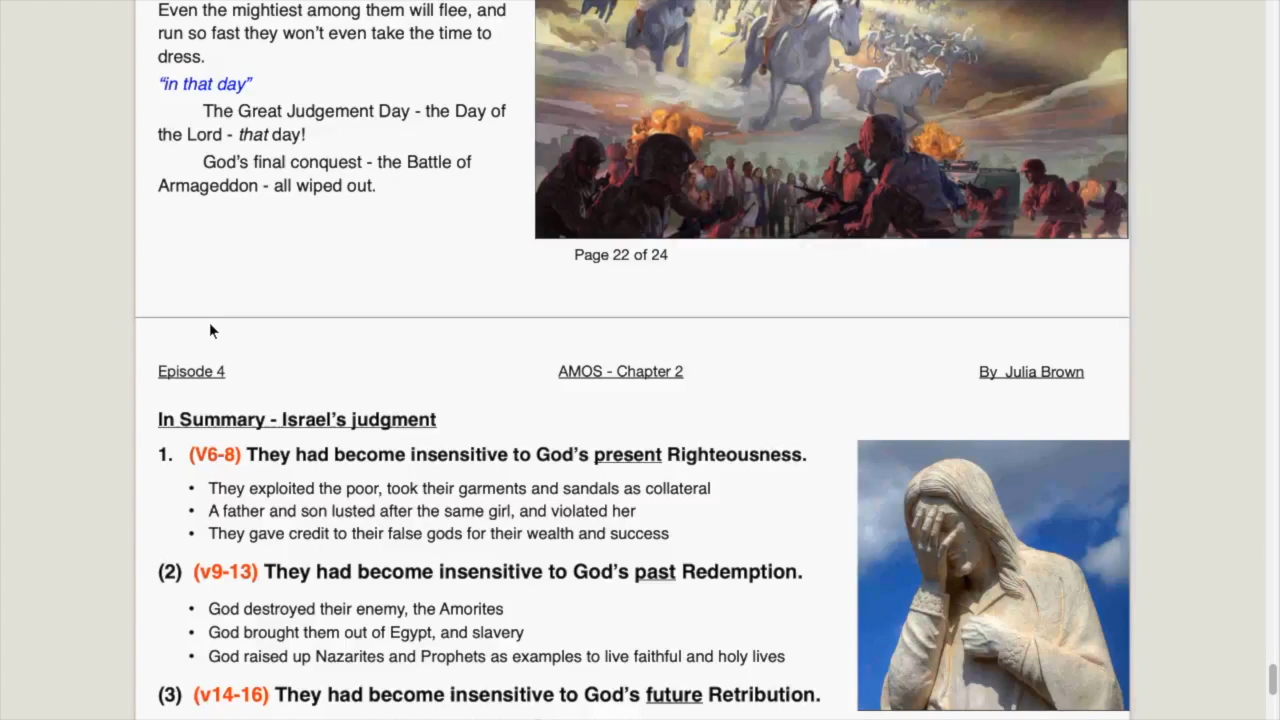 Even the mightiest among them will flee, and
run so fast they won’t even take the time to
dress.
“in that day”
The Great Judgement Day - the Day of
the Lord - that day!
God’s final conquest - the Battle of
Armageddon - all wiped out.
Page 22 of 24
Episode 4
AMOS - Chapter 2
By  Julia Brown
In Summary - Israel’s judgment
1. (V6-8) They had become insensitive to God’s present Righteousness.
• They exploited the poor, took their garments and sandals as collateral
• A father and son lusted after the same girl, and violated her
• They gave credit to their false gods for their wealth and success
(2) (v9-13) They had become insensitive to God’s past Redemption.
• God destroyed their enemy, the Amorites
• God brought them out of Egypt, and slavery
• God raised up Nazarites and Prophets as examples to live faithful and holy lives
(3) (v14-16) They had become insensitive to God’s future Retribution.